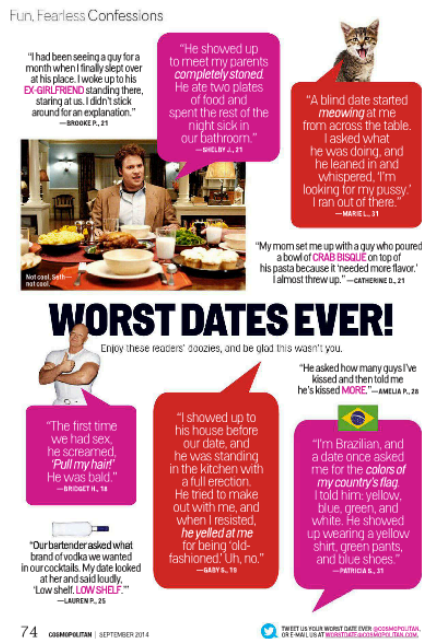 Fun, Fearless Confessions
"I had been seeing a guy for a
month when I finally slept over
at his place. I woke up to his
EX-GIRLFRIEND standing there,
staring at us. I didn't stick
around for an explanation."
—BROOKE P., 21
"He showed up
to meet my parents
completely stoned.
He ate two plates
of food and
spent the rest of the
night sick in
our bathroom."
—SHELBY J., 21
"A blind date started
meowing at me
from across the table.
I asked what
he was doing, and
he leaned in and
whispered, 'I'm
looking for my pussy.'
I ran out of there."
—MARIE L., 31
Not cool, Seth—
not cool.
"My mom set me up with a guy who poured
a bowl of CRAB BISQUE on top of
his pasta because it 'needed more flavor.'
I almost threw up." —CATHERINE D., 21
WORST DATES EVER!
Enjoy these readers' doozies, and be glad this wasn't you.
"He asked how many guys I've
kissed and then told me
he's kissed MORE." —AMELIA P., 28
"The first time
we had sex,
he screamed,
'Pull my hair!'
He was bald."
—BRIDGET H., 18
"I showed up to
his house before
our date, and
he was standing
in the kitchen with
a full erection.
He tried to make
out with me, and
when I resisted,
he yelled at me
for being 'old-
fashioned.' Uh, no."
—GABY S., 19
"I'm Brazilian, and
a date once asked
me for the colors of
my country's flag.
I told him: yellow,
blue, green, and
white. He showed
up wearing a yellow
shirt, green pants,
and blue shoes."
—PATRICIA S., 31
"Our bartender asked what
brand of vodka we wanted
in our cocktails. My date looked
at her and said loudly,
'Low shelf. LOW SHELF.'"
—LAUREN P., 25
74 COSMOPOLITAN | SEPTEMBER 2014
TWEET US YOUR WORST DATE EVER @COSMOPOLITAN,
OR E-MAIL US AT WORSTDATE@COSMOPOLITAN.COM.